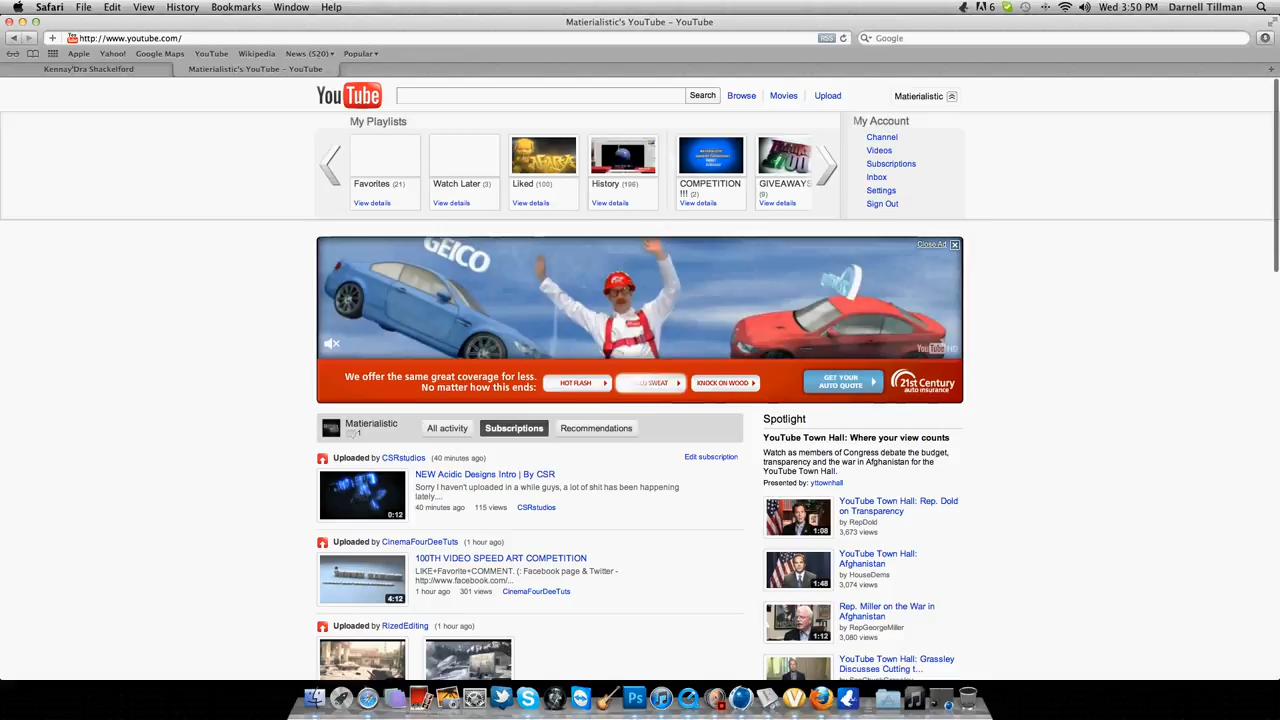 Safari File Edit View History Bookmarks Window Help
6 Wed 3:50 PM Darnell Tillman
Matierialistic's YouTube – YouTube
http://www.youtube.com/ RSS Google
Apple Yahoo! Google Maps YouTube Wikipedia News (520) Popular
Kennay'Dra Shackelford Matierialistic's YouTube – YouTube
YouTube Search Browse Movies Upload Matierialistic
My Playlists
Favorites (21)
View details
Watch Later (3)
View details
Liked (100)
View details
History (196)
View details
COMPETITION
!!! (2)
View details
GIVEAWAYS
(9)
View details
My Account
Channel
Videos
Subscriptions
Inbox
Settings
Sign Out
Close Ad
GEICO
YouTube HD
We offer the same great coverage for less.
No matter how this ends:
HOT FLASH
SWEAT
KNOCK ON WOOD
GET YOUR
AUTO QUOTE
21st Century
auto insurance
Matierialistic
1
All activity Subscriptions Recommendations
Uploaded by CSRstudios (40 minutes ago) Edit subscription
NEW Acidic Designs Intro | By CSR
Sorry I haven't uploaded in a while guys, a lot of shit has been happening
lately....
40 minutes ago 115 views CSRstudios
0:12
Uploaded by CinemaFourDeeTuts (1 hour ago)
100TH VIDEO SPEED ART COMPETITION
LIKE+Favorite+COMMENT. (: Facebook page & Twitter -
http://www.facebook.com/...
1 hour ago 301 views CinemaFourDeeTuts
4:12
Uploaded by RizedEditing (1 hour ago)
Spotlight
YouTube Town Hall: Where your view counts
Watch as members of Congress debate the budget,
transparency and the war in Afghanistan for the
YouTube Town Hall.
Presented by: yttownhall
YouTube Town Hall: Rep. Dold
on Transparency
by RepDold
3,673 views
1:08
YouTube Town Hall:
Afghanistan
by HouseDems
3,074 views
1:48
Rep. Miller on the War in
Afghanistan
by RepGeorgeMiller
3,080 views
1:12
YouTube Town Hall: Grassley
Discusses Cutting t...
Ps